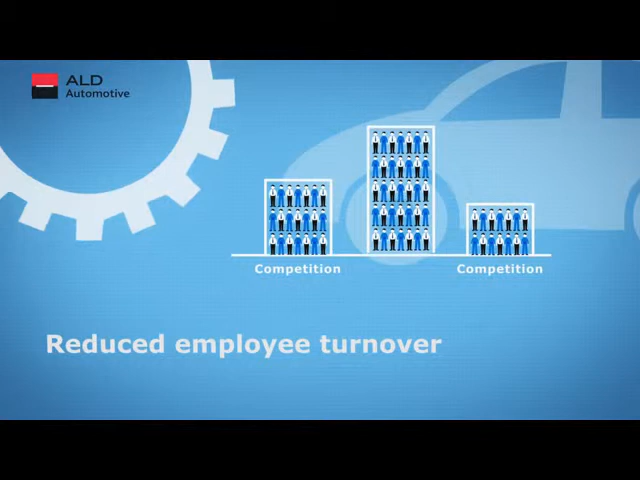 ALD
Automotive
Competition
Competition
Reduced employee turnover